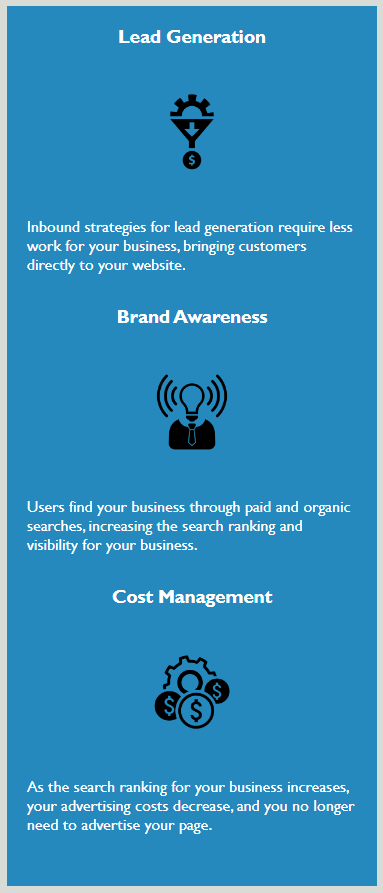 Lead Generation
$
Inbound strategies for lead generation require less
work for your business, bringing customers
directly to your website.
Brand Awareness
Users find your business through paid and organic
searches, increasing the search ranking and
visibility for your business.
Cost Management
$ $ $
As the search ranking for your business increases,
your advertising costs decrease, and you no longer
need to advertise your page.